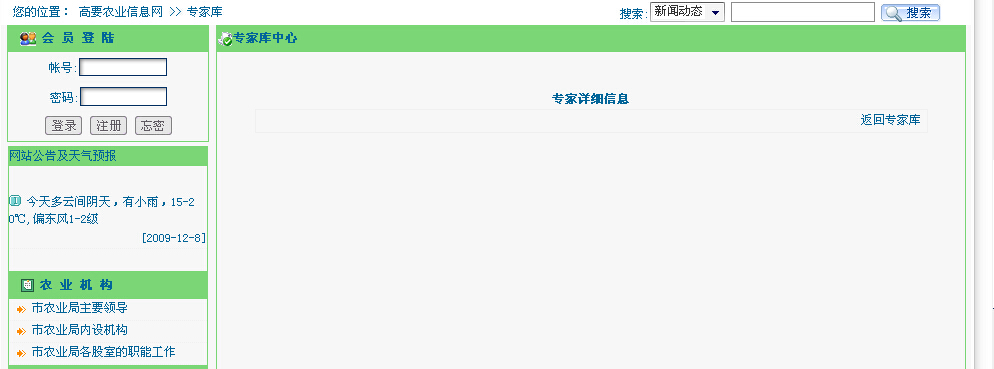 您的位置： 高要农业信息网 >> 专家库
搜索: 新闻动态 搜索
会 员 登 陆
帐号:
密码:
登录 注册 忘密
网站公告及天气预报
今天多云间阴天，有小雨，15-2
0℃,偏东风1-2级
[2009-12-8]
农 业 机 构
市农业局主要领导
市农业局内设机构
市农业局各股室的职能工作
专家库中心
专家详细信息
返回专家库